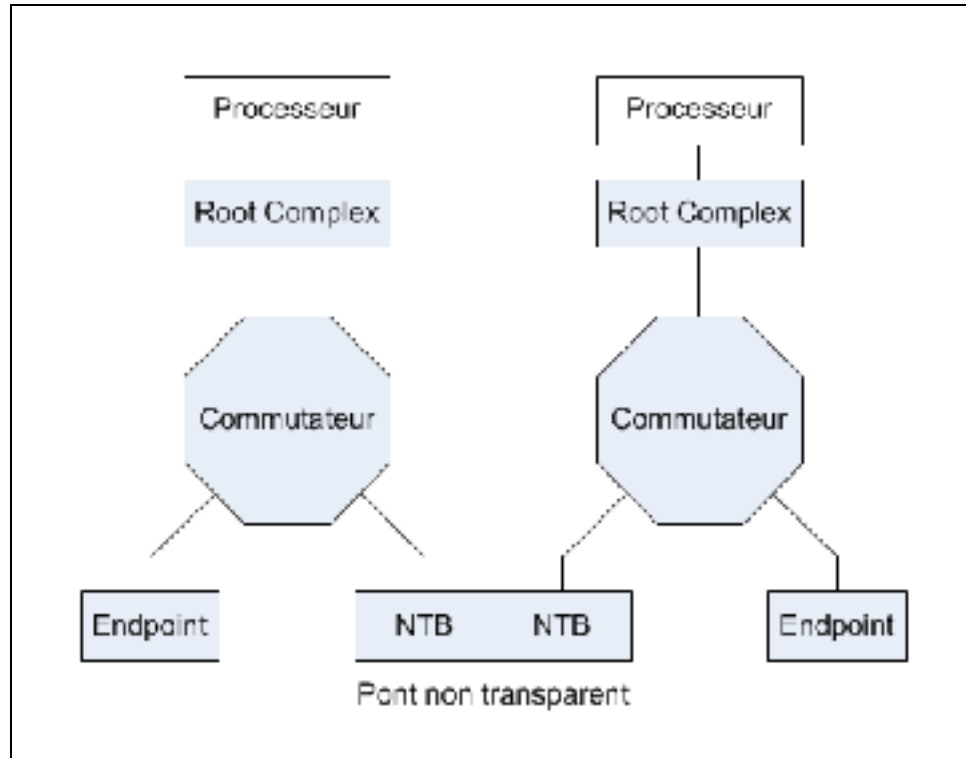 Processeur Processeur
Root Complex Root Complex
Commutateur Commutateur
Endpoint NTB NTB Endpoint
Pont non transparent